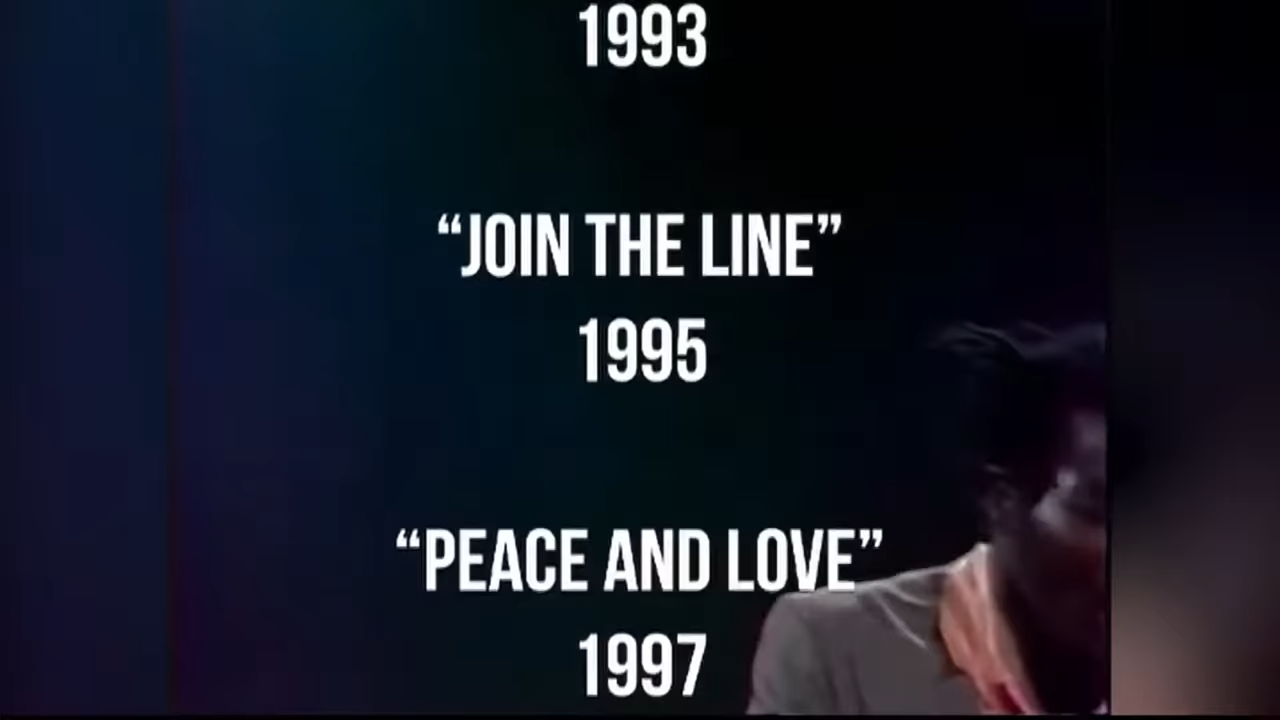 1993
“JOIN THE LINE”
1995
“PEACE AND LOVE”
1997